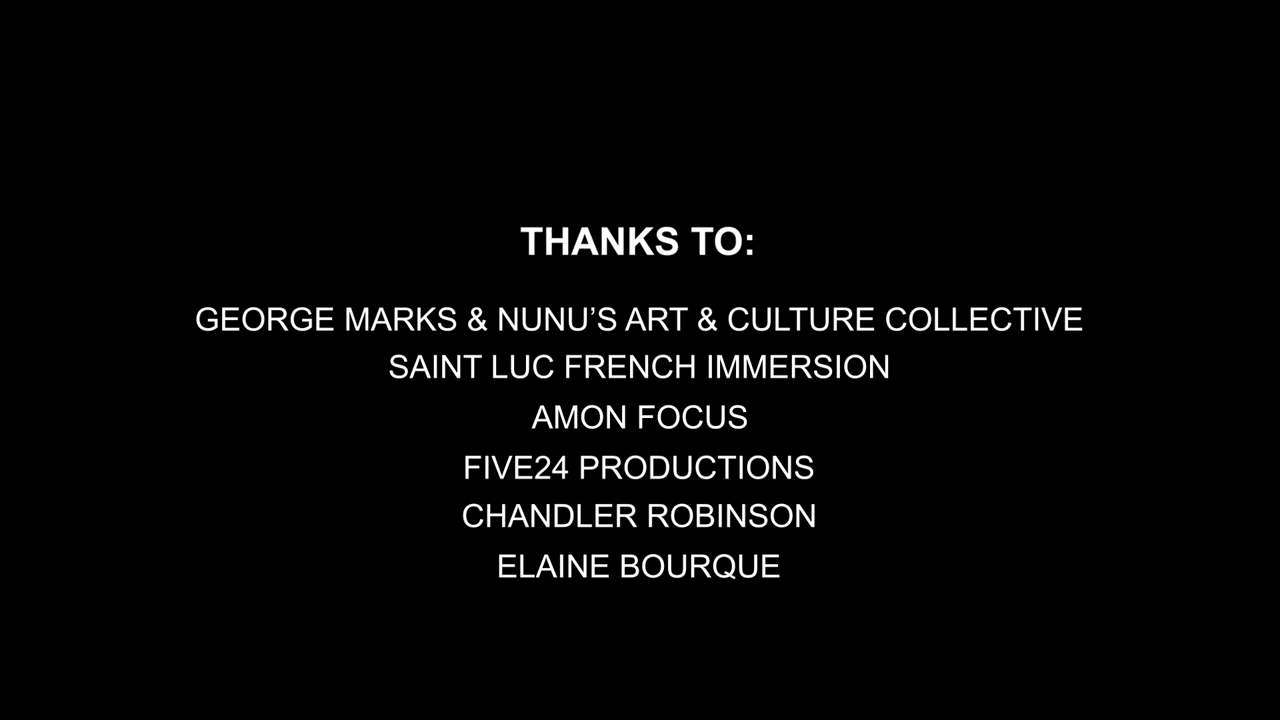 THANKS TO:
GEORGE MARKS & NUNU’S ART & CULTURE COLLECTIVE
SAINT LUC FRENCH IMMERSION
AMON FOCUS
FIVE24 PRODUCTIONS
CHANDLER ROBINSON
ELAINE BOURQUE